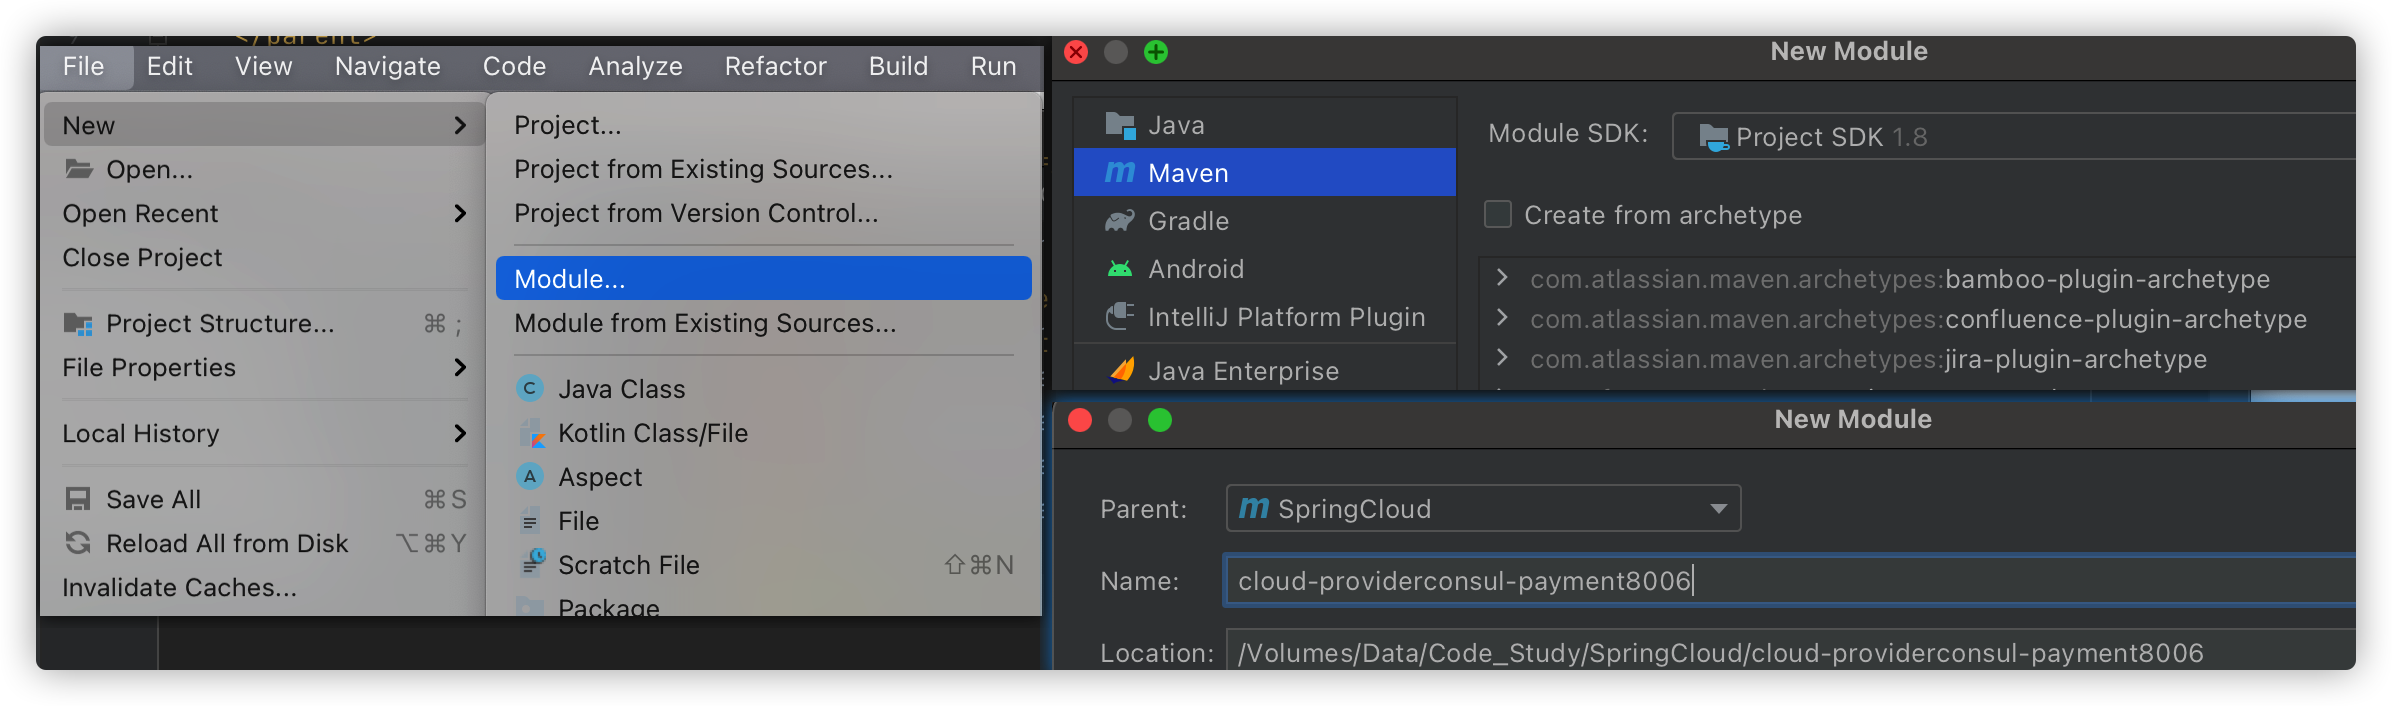 </parent>
File Edit View Navigate Code Analyze Refactor Build Run
New
Open...
Open Recent
Close Project
Project Structure... ⌘ ;
File Properties
Local History
Save All ⌘ S
Reload All from Disk ⌥⌘Y
Invalidate Caches...
Project...
Project from Existing Sources...
Project from Version Control...
Module...
Module from Existing Sources...
Java Class
Kotlin Class/File
Aspect
File
Scratch File ⇧⌘N
Package
New Module
Java
Maven
Gradle
Android
IntelliJ Platform Plugin
Java Enterprise
Module SDK: Project SDK 1.8
Create from archetype
com.atlassian.maven.archetypes:bamboo-plugin-archetype
com.atlassian.maven.archetypes:confluence-plugin-archetype
com.atlassian.maven.archetypes:jira-plugin-archetype
New Module
Parent: SpringCloud
Name: cloud-providerconsul-payment8006
Location: /Volumes/Data/Code_Study/SpringCloud/cloud-providerconsul-payment8006